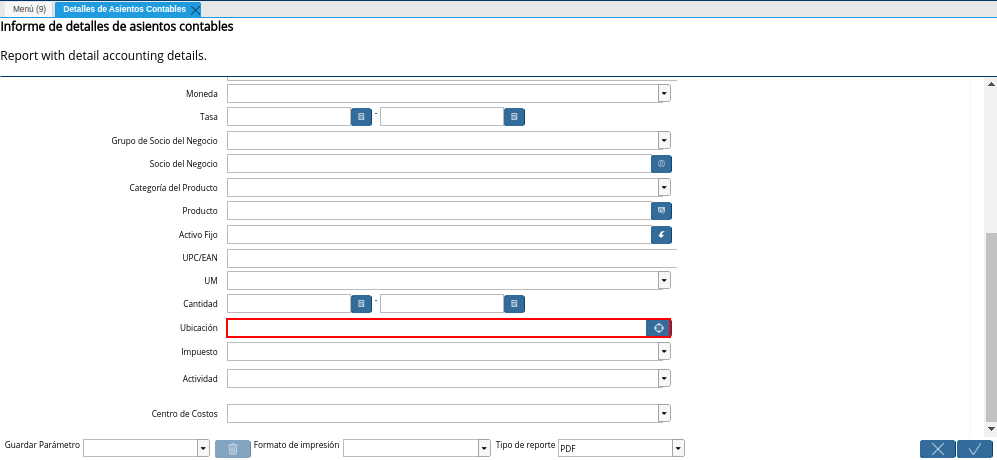 Menú (9) Detalles de Asientos Contables
Informe de detalles de asientos contables
Report with detail accounting details.
Moneda
Tasa -
Grupo de Socio del Negocio
Socio del Negocio
Categoría del Producto
Producto
Activo Fijo
UPC/EAN
UM
Cantidad -
Ubicación
Impuesto
Actividad
Centro de Costos
Guardar Parámetro Formato de impresión Tipo de reporte PDF